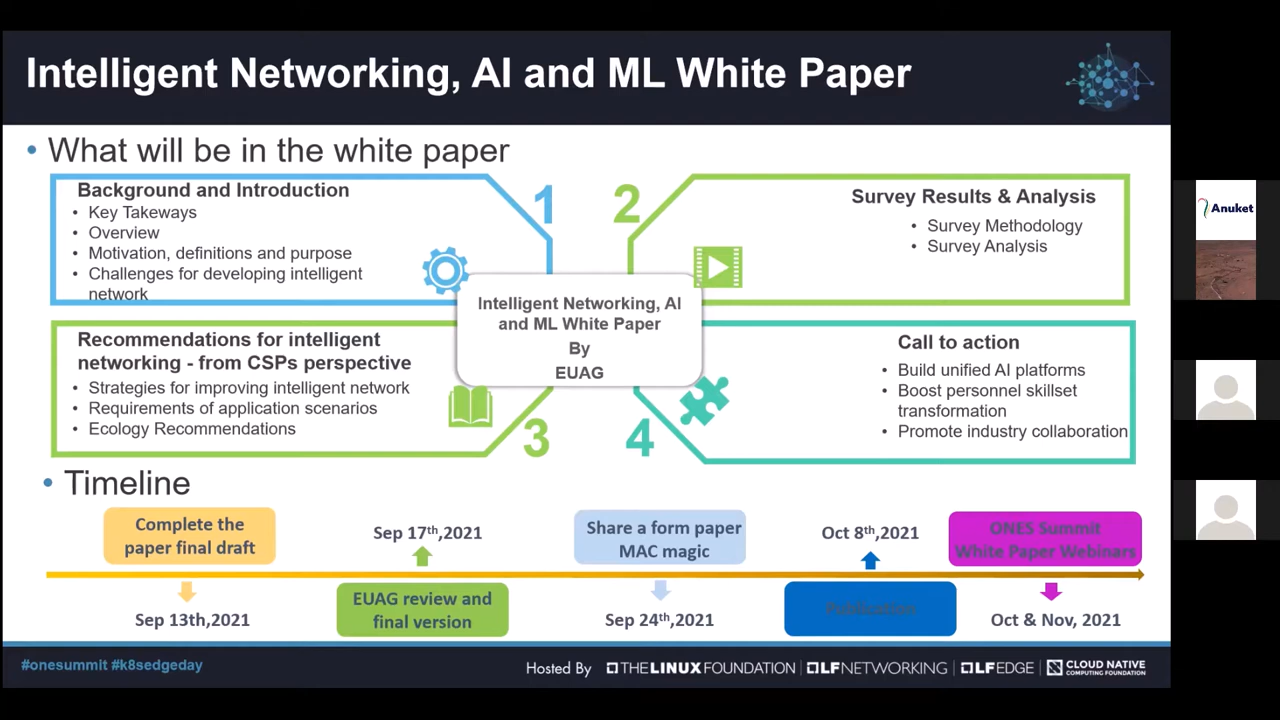 Intelligent Networking, AI and ML White Paper
• What will be in the white paper
Background and Introduction
• Key Takeways
• Overview
• Motivation, definitions and purpose
• Challenges for developing intelligent
network
1
2
Survey Results & Analysis
• Survey Methodology
• Survey Analysis
Intelligent Networking, AI
and ML White Paper
By
EUAG
Recommendations for intelligent
networking - from CSPs perspective
• Strategies for improving intelligent network
• Requirements of application scenarios
• Ecology Recommendations
3
4
Call to action
• Build unified AI platforms
• Boost personnel skillset
transformation
• Promote industry collaboration
• Timeline
Complete the
paper final draft
Sep 13th,2021
Sep 17th,2021
EUAG review and
final version
Share a form paper
MAC magic
Sep 24th,2021
Oct 8th,2021
Publication
ONES Summit
White Paper Webinars
Oct & Nov, 2021
#onesummit #k8sedgeday
Hosted By
THE LINUX FOUNDATION
LF NETWORKING
LF EDGE
CLOUD NATIVE
COMPUTING FOUNDATION
Anuket